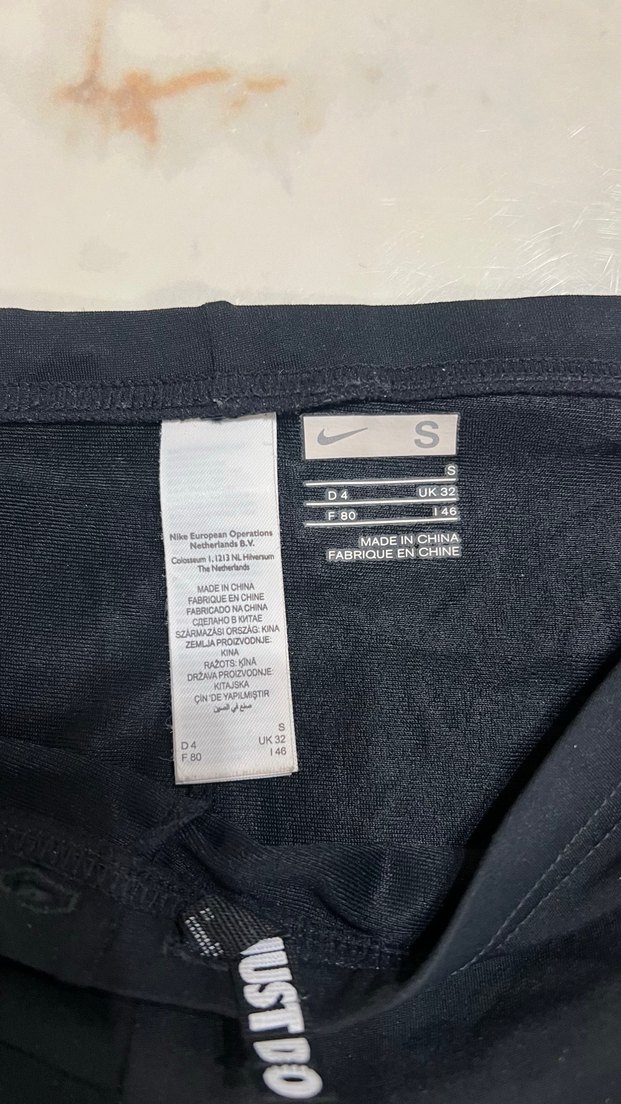 S
S
D 4 UK 32
F 80 I 46
MADE IN CHINA
FABRIQUE EN CHINE
Nike European Operations
Netherlands B.V.
Colosseum 1, 1213 NL Hilversum
The Netherlands
MADE IN CHINA
FABRIQUE EN CHINE
FABRICADO NA CHINA
СДЕЛАНО В КИТАЕ
SZÁRMAZÁSI ORSZÁG: KINA
ZEMLJA PROIZVODNJE:
KINA
RAŽOTS: ĶĪNA
DRŽAVA PROIZVODNJE:
KITAJSKA
ÇİN 'DE YAPILMIŞTIR
صنع في الصين
S
D 4 UK 32
F 80 I 46
JUST DO